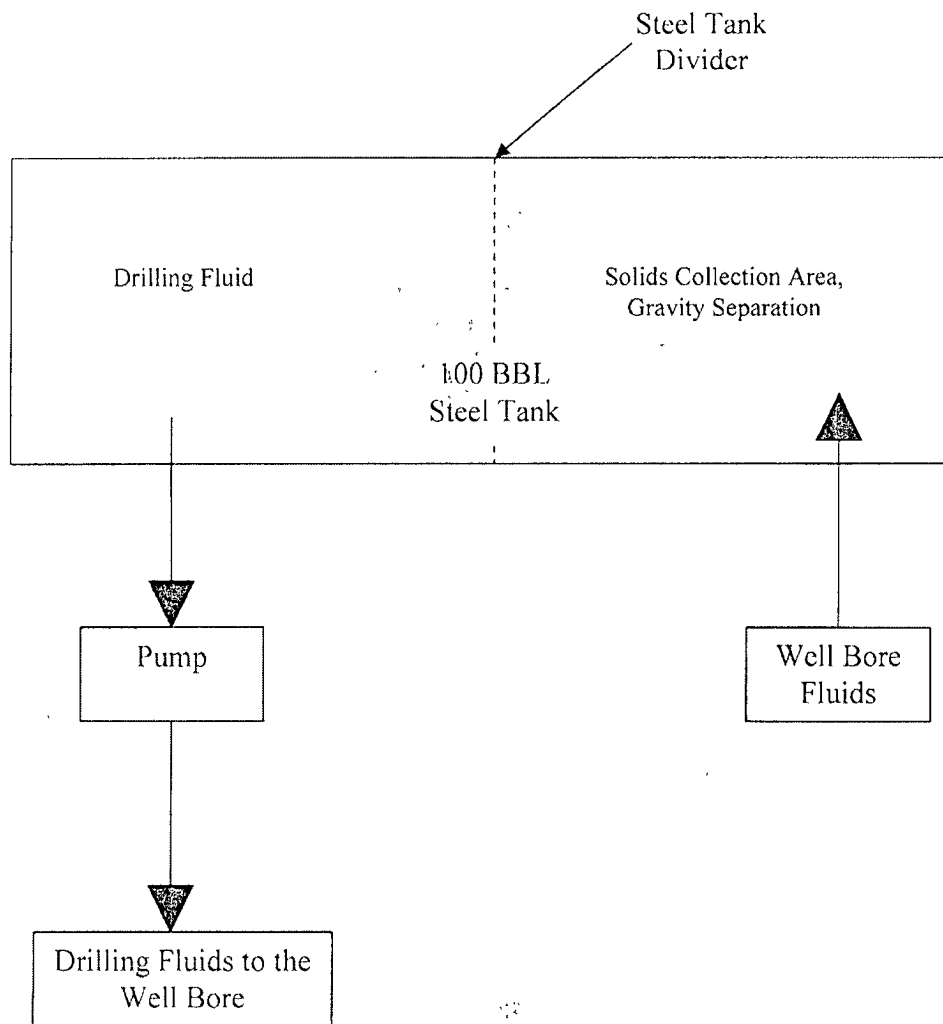 Steel Tank
Divider
Drilling Fluid
Solids Collection Area,
Gravity Separation
100 BBL
Steel Tank
Pump
Well Bore
Fluids
Drilling Fluids to the
Well Bore